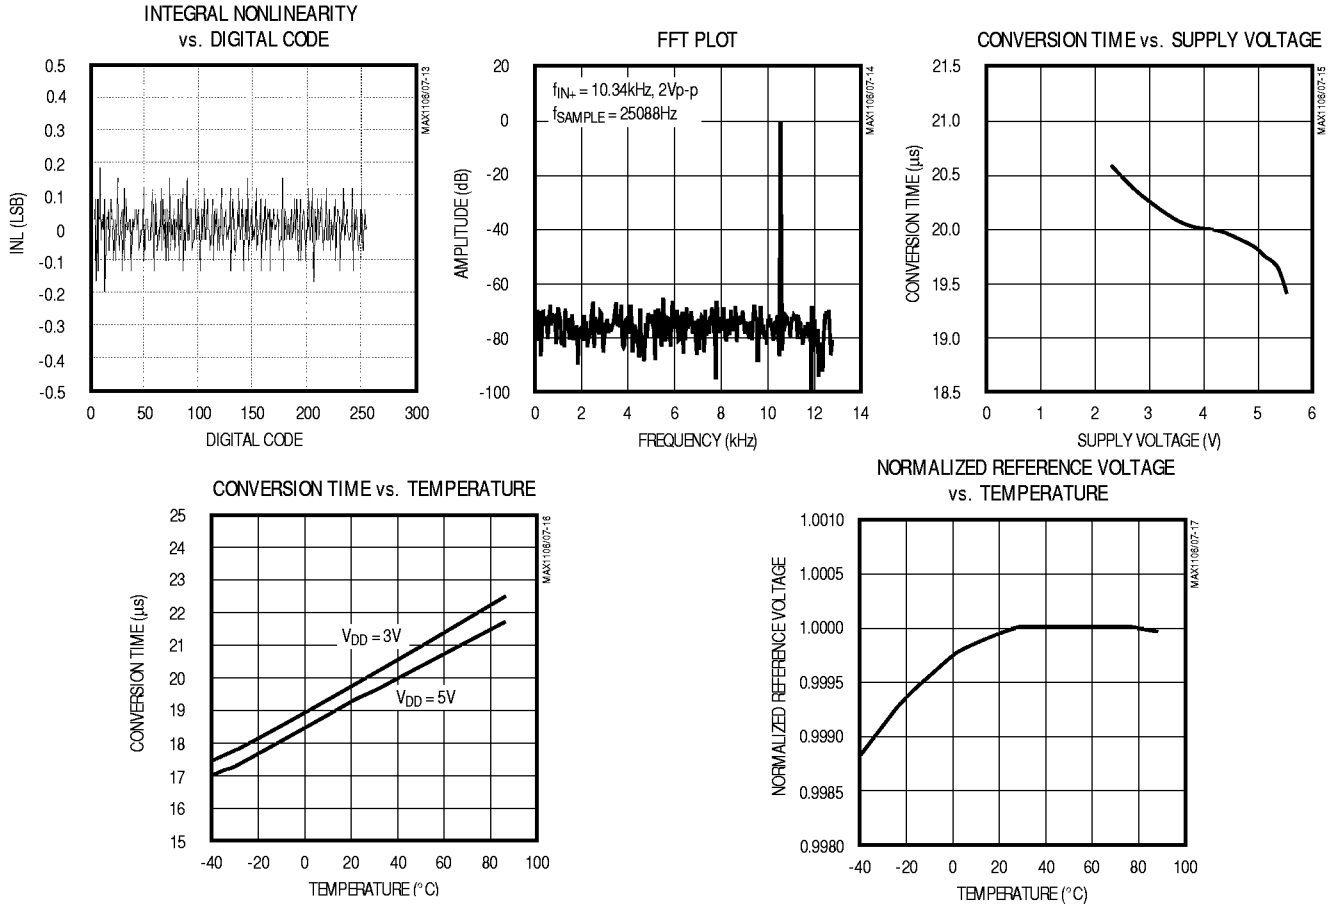 INTEGRAL NONLINEARITY
vs. DIGITAL CODE
0.5
0.4
0.3
0.2
0.1
0
-0.1
-0.2
-0.3
-0.4
-0.5
INL (LSB)
0 50 100 150 200 250 300
DIGITAL CODE
MAX1106/07-13
FFT PLOT
fIN+ = 10.34kHz, 2Vp-p
fSAMPLE = 25088Hz
20
0
-20
-40
-60
-80
-100
AMPLITUDE (dB)
0 2 4 6 8 10 12 14
FREQUENCY (kHz)
MAX1106/07-14
CONVERSION TIME vs. SUPPLY VOLTAGE
21.5
21.0
20.5
20.0
19.5
19.0
18.5
CONVERSION TIME (µs)
0 1 2 3 4 5 6
SUPPLY VOLTAGE (V)
MAX1106/07-15
CONVERSION TIME vs. TEMPERATURE
25
24
23
22
21
20
19
18
17
16
15
CONVERSION TIME (µs)
VDD = 3V
VDD = 5V
-40 -20 0 20 40 60 80 100
TEMPERATURE (°C)
MAX1106/07-16
NORMALIZED REFERENCE VOLTAGE
vs. TEMPERATURE
1.0010
1.0005
1.0000
0.9995
0.9990
0.9985
0.9980
NORMALIZED REFERENCE VOLTAGE
-40 -20 0 20 40 60 80 100
TEMPERATURE (°C)
MAX1106/07-17